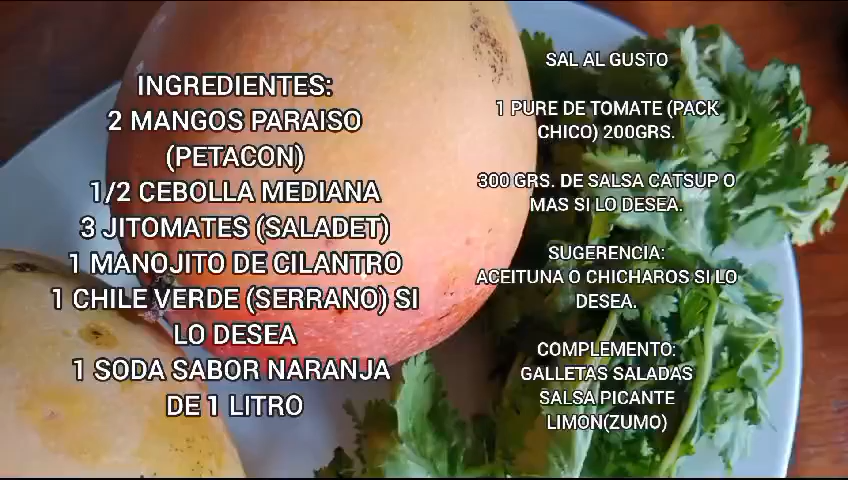 INGREDIENTES:
2 MANGOS PARAISO
(PETACON)
1/2 CEBOLLA MEDIANA
3 JITOMATES (SALADET)
1 MANOJITO DE CILANTRO
1 CHILE VERDE (SERRANO) SI
LO DESEA
1 SODA SABOR NARANJA
DE 1 LITRO
SAL AL GUSTO
1 PURE DE TOMATE (PACK
CHICO) 200GRS.
300 GRS. DE SALSA CATSUP O
MAS SI LO DESEA.
SUGERENCIA:
ACEITUNA O CHICHAROS SI LO
DESEA.
COMPLEMENTO:
GALLETAS SALADAS
SALSA PICANTE
LIMON(ZUMO)